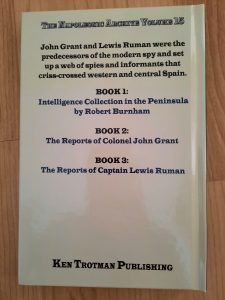 The Napoleonic Archive Volume 15
John Grant and Lewis Ruman were the
predecessors of the modern spy and set
up a web of spies and informants that
criss-crossed western and central Spain.
BOOK 1:
Intelligence Collection in the Peninsula
by Robert Burnham
BOOK 2:
The Reports of Colonel John Grant
BOOK 3:
The Reports of Captain Lewis Ruman
Ken Trotman Publishing